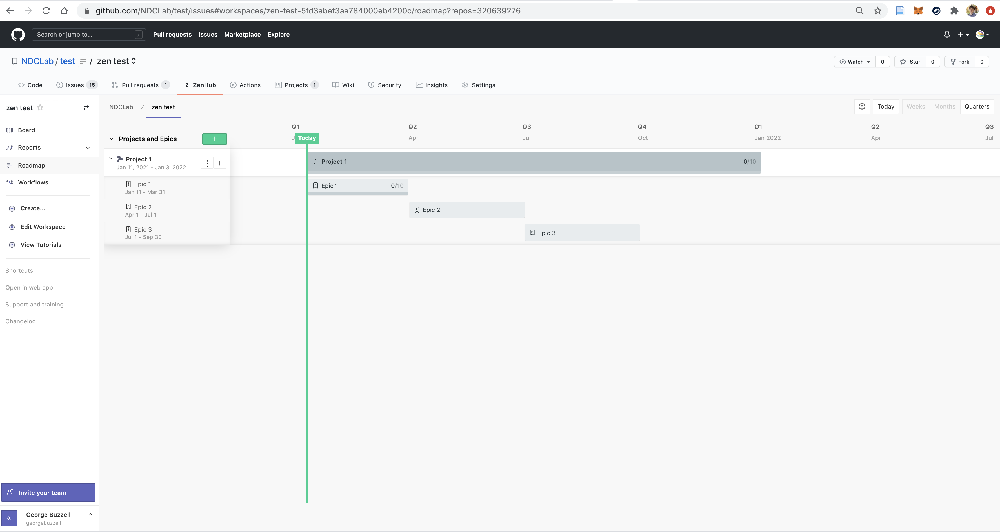 github.com/NDCLab/test/issues#workspaces/zen-test-5fd3abef3aa784000eb4200c/roadmap?repos=320639276
Search or jump to... /
Pull requests Issues Marketplace Explore
NDCLab / test / zen test
Watch 0 Star 0 Fork 0
Code Issues 15 Pull requests 1 ZenHub Actions Projects 1 Wiki Security Insights Settings
zen test
Board
Reports
Roadmap
Workflows
Create...
Edit Workspace
View Tutorials
Shortcuts
Open in web app
Support and training
Changelog
Invite your team
George Buzzell
georgebuzzell
NDCLab / zen test
Today Weeks Months Quarters
Q1 Q2 Q3 Q4 Q1 Q2 Q3
J Today Apr Jul Oct Jan 2022 Apr Jul
Projects and Epics +
Project 1
Jan 11, 2021 - Jan 3, 2022
Project 1 0/10
Epic 1
Jan 11 - Mar 31
Epic 1 0/10
Epic 2
Apr 1 - Jul 1
Epic 2
Epic 3
Jul 1 - Sep 30
Epic 3